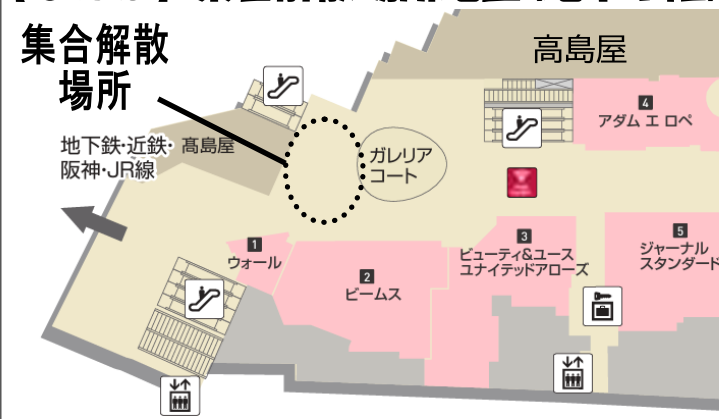 集合解散
場所
高島屋
地下鉄・近鉄・
阪神・JR線
髙島屋
ガレリア
コート
4
アダム エ ロペ
1
ウォール
2
ビームス
3
ビューティ&ユース
ユナイテッドアローズ
5
ジャーナル
スタンダード